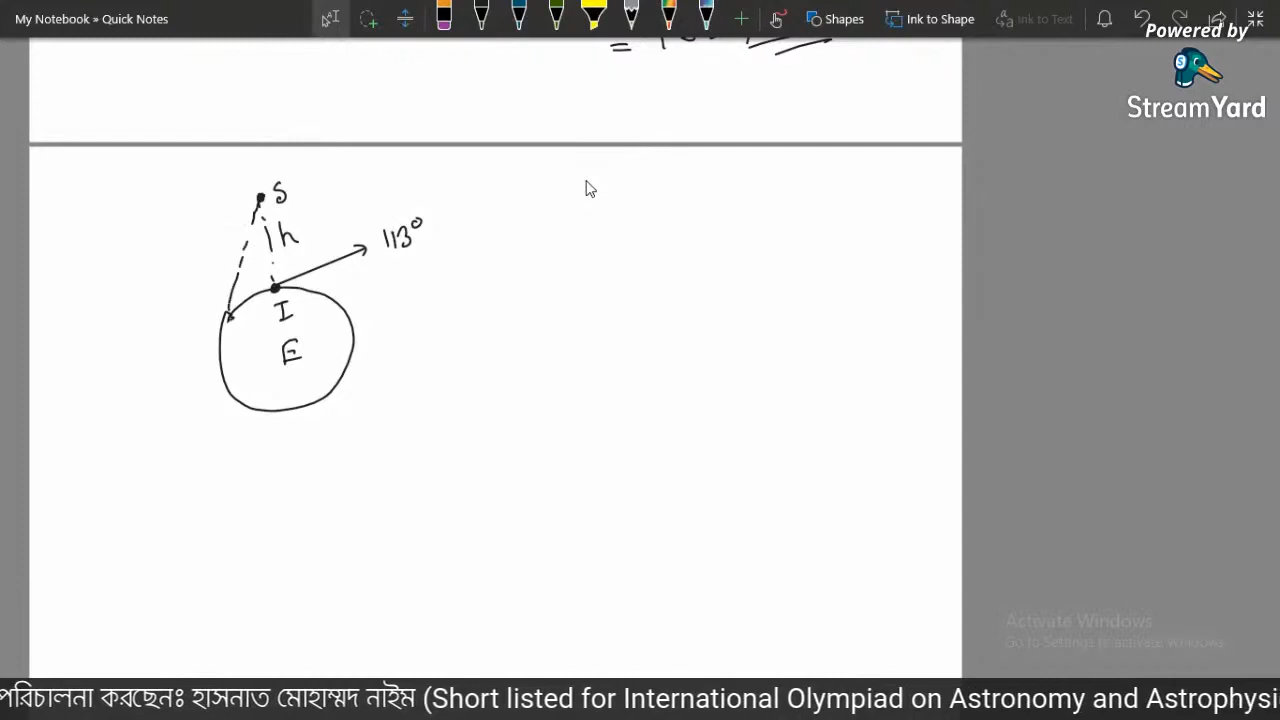 My Notebook » Quick Notes
Shapes
Ink to Shape
Ink to Text
Powered by
S
StreamYard
=
S
h
113°
I
E
Activate Windows
Go to Settings to activate Windows.
পরিচালনা করছেনঃ হাসনাত মোহাম্মদ নাইম (Short listed for International Olympiad on Astronomy and Astrophysi